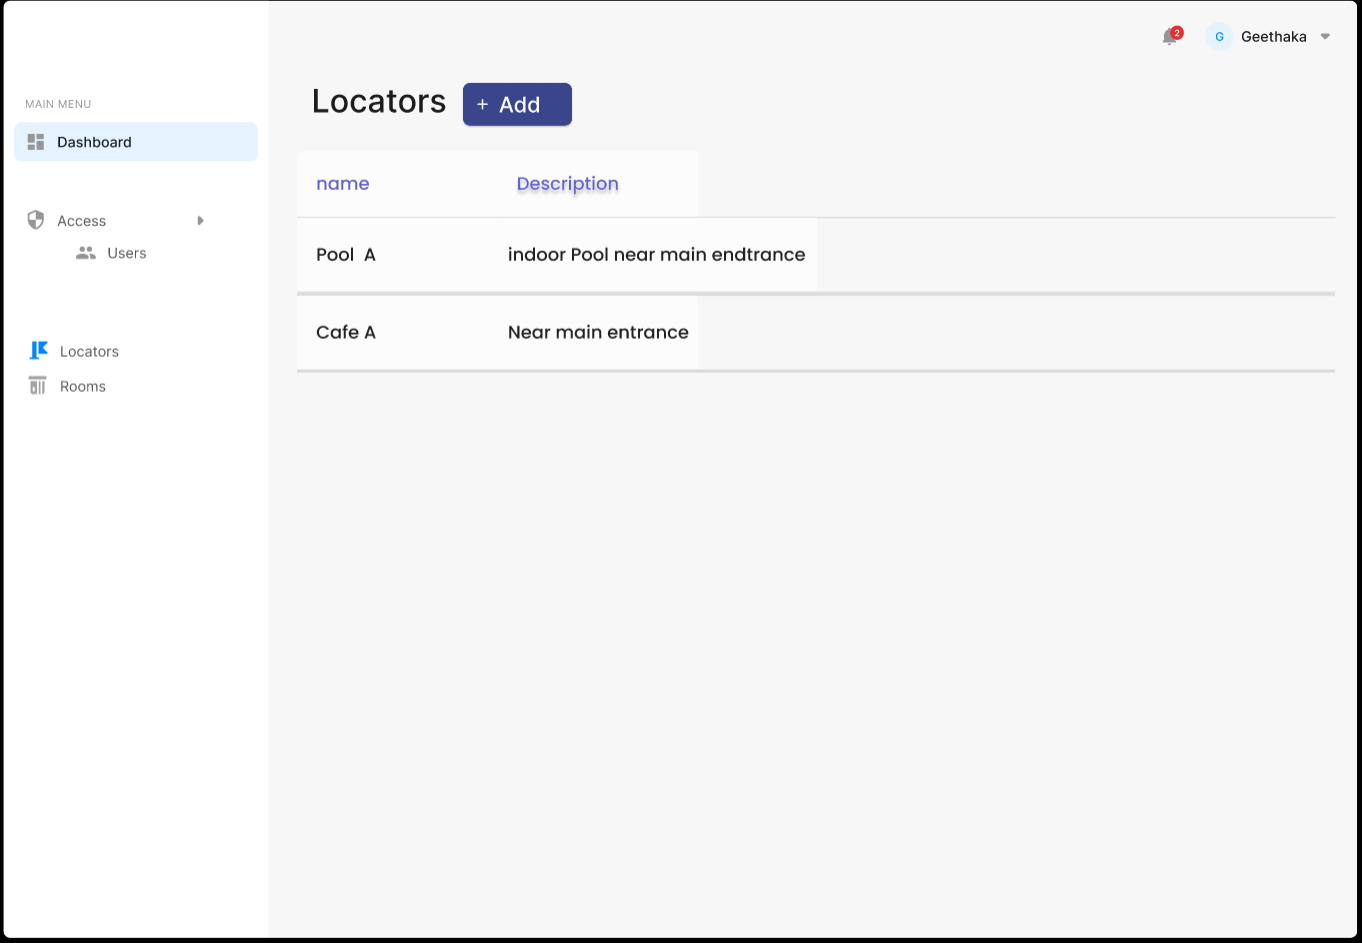 2
G
Geethaka
MAIN MENU
Dashboard
Access
Users
Locators
Rooms
Locators
+ Add
name Description
Pool A indoor Pool near main endtrance
Cafe A Near main entrance